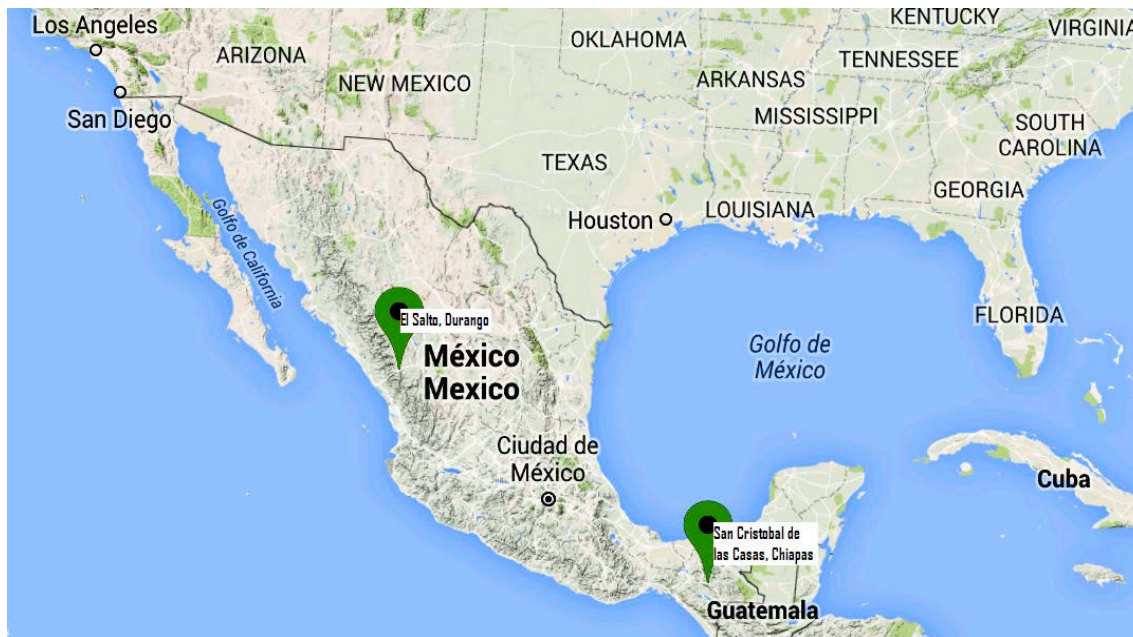 KENTUCKY
VIRGINIA
Los Angeles
ARIZONA
OKLAHOMA
TENNESSEE
NEW MEXICO
ARKANSAS
San Diego
MISSISSIPPI
SOUTH
CAROLINA
TEXAS
GEORGIA
Houston
LOUISIANA
Golfo de California
El Salto, Durango
FLORIDA
México
Mexico
Golfo de
México
Ciudad de
México
Cuba
San Cristobal de
las Casas, Chiapas
Guatemala